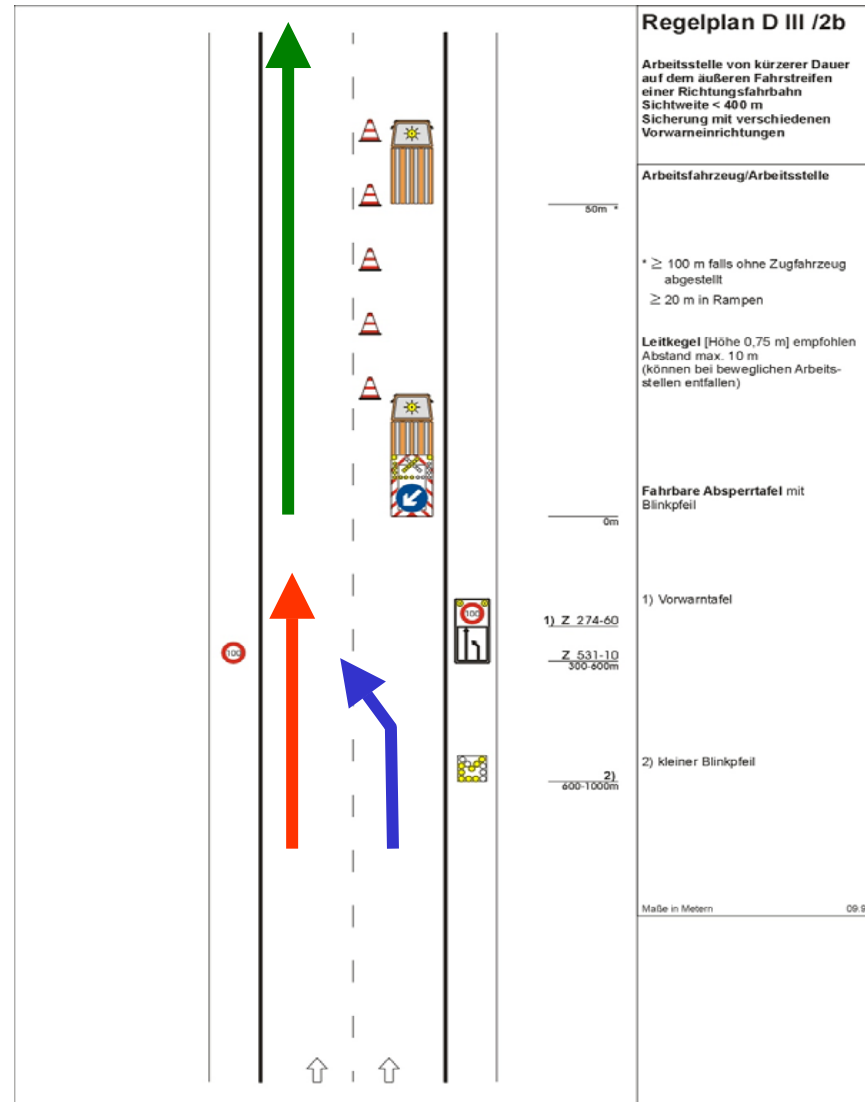 Regelplan D III /2b
Arbeitsstelle von kürzerer Dauer
auf dem äußeren Fahrstreifen
einer Richtungsfahrbahn
Sichtweite < 400 m
Sicherung mit verschiedenen
Vorwarneinrichtungen
Arbeitsfahrzeug/Arbeitsstelle
50m *
* ≥ 100 m falls ohne Zugfahrzeug
abgestellt
≥ 20 m in Rampen
Leitkegel [Höhe 0,75 m] empfohlen
Abstand max. 10 m
(können bei beweglichen Arbeits-
stellen entfallen)
Fahrbare Absperrtafel mit
Blinkpfeil
0m
1) Vorwarntafel
100
1) Z 274-60
100
Z 531-10
300-600m
2) kleiner Blinkpfeil
2)
600-1000m
Maße in Metern 09.9